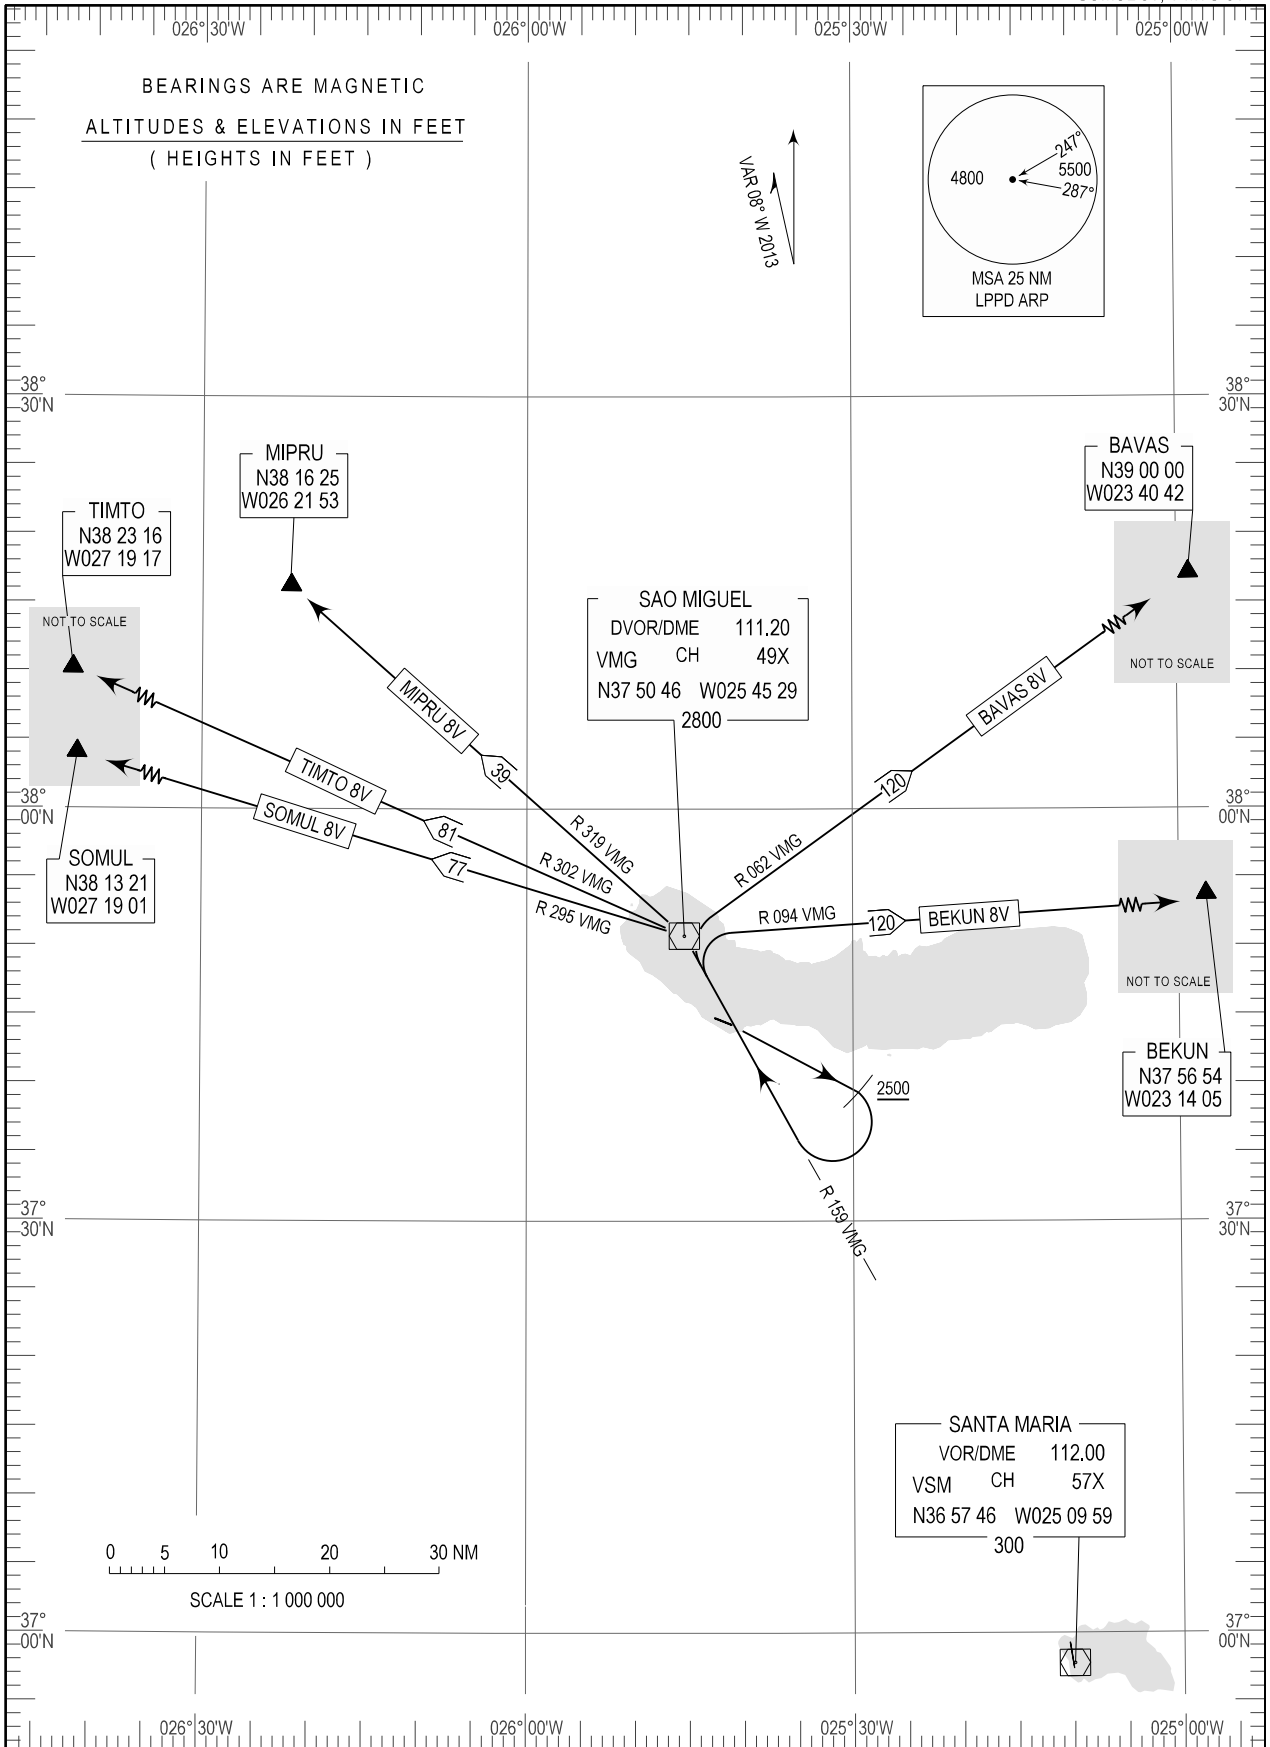 026° 30'W
026° 00'W
025° 30'W
025° 00'W
BEARINGS ARE MAGNETIC
ALTITUDES & ELEVATIONS IN FEET
( HEIGHTS IN FEET )
VAR 08° W 2013
247°
4800
5500
287°
MSA 25 NM
LPPD ARP
38°
30'N
38°
30'N
MIPRU
N38 16 25
W026 21 53
BAVAS
N39 00 00
W023 40 42
TIMTO
N38 23 16
W027 19 17
NOT TO SCALE
SAO MIGUEL
DVOR/DME 111.20
VMG CH 49X
N37 50 46 W025 45 29
2800
NOT TO SCALE
MIPRU 8V
BAVAS 8V
39
120
TIMTO 8V
SOMUL 8V
81
77
38°
00'N
38°
00'N
R 319 VMG
R 302 VMG
R 295 VMG
R 062 VMG
SOMUL
N38 13 21
W027 19 01
R 094 VMG
120
BEKUN 8V
NOT TO SCALE
BEKUN
N37 56 54
W023 14 05
2500
R 159 VMG
37°
30'N
37°
30'N
SANTA MARIA
VOR/DME 112.00
VSM CH 57X
N36 57 46 W025 09 59
300
0 5 10 20 30 NM
SCALE 1 : 1 000 000
37°
00'N
37°
00'N
026° 30'W
026° 00'W
025° 30'W
025° 00'W